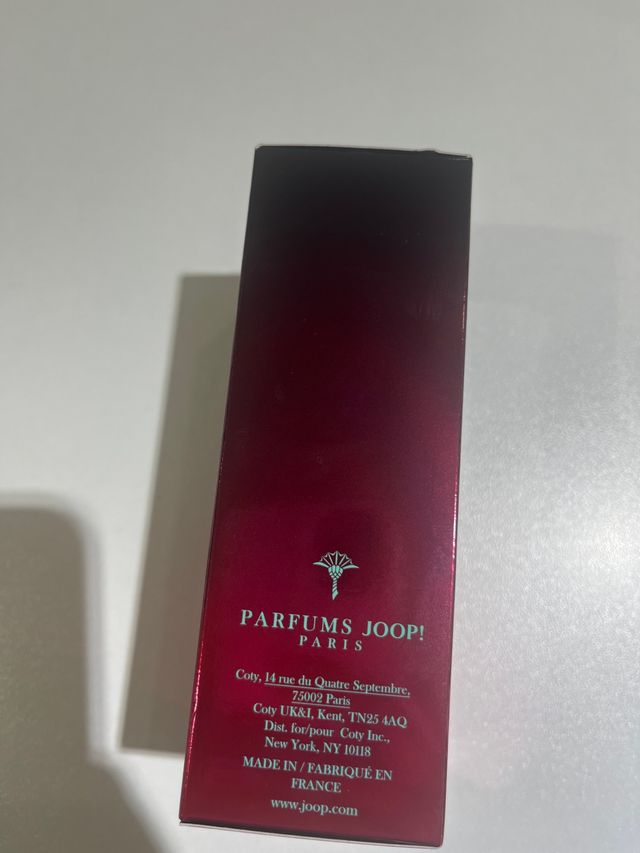 PARFUMS JOOP!
PARIS
Coty, 14 rue du Quatre Septembre,
75002 Paris
Coty UK&I, Kent, TN25 4AQ
Dist. for/pour Coty Inc.,
New York, NY 10118
MADE IN / FABRIQUÉ EN
FRANCE
www.joop.com